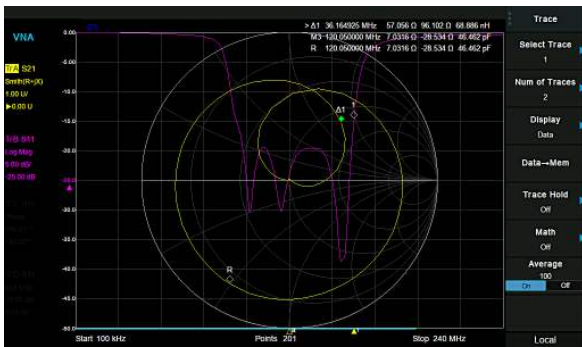 VNA
Trace
> Δ1 36.164925 MHz 57.056 Ω 96.102 Ω 68.886 nH
M3 120.050000 MHz 7.0316 Ω -28.534 Ω 46.462 pF
R 120.050000 MHz 7.0316 Ω -28.534 Ω 46.462 pF
Select Trace
1
TrA S21
Smith(R+jX)
1.00 U/
▶0.00 U
Num of Traces
2
Display
Data
TrB S11
Log Mag
5.00 dB/
-25.00 dB
Data→Mem
Trace Hold
Off
Math
Off
Average
100
On Off
0.00
-5.00
-10.0
-15.0
-20.0
-30.0
-35.0
-40.0
-45.0
Δ1
1
R
Start 100 kHz Points 201 Stop 240 MHz
Local